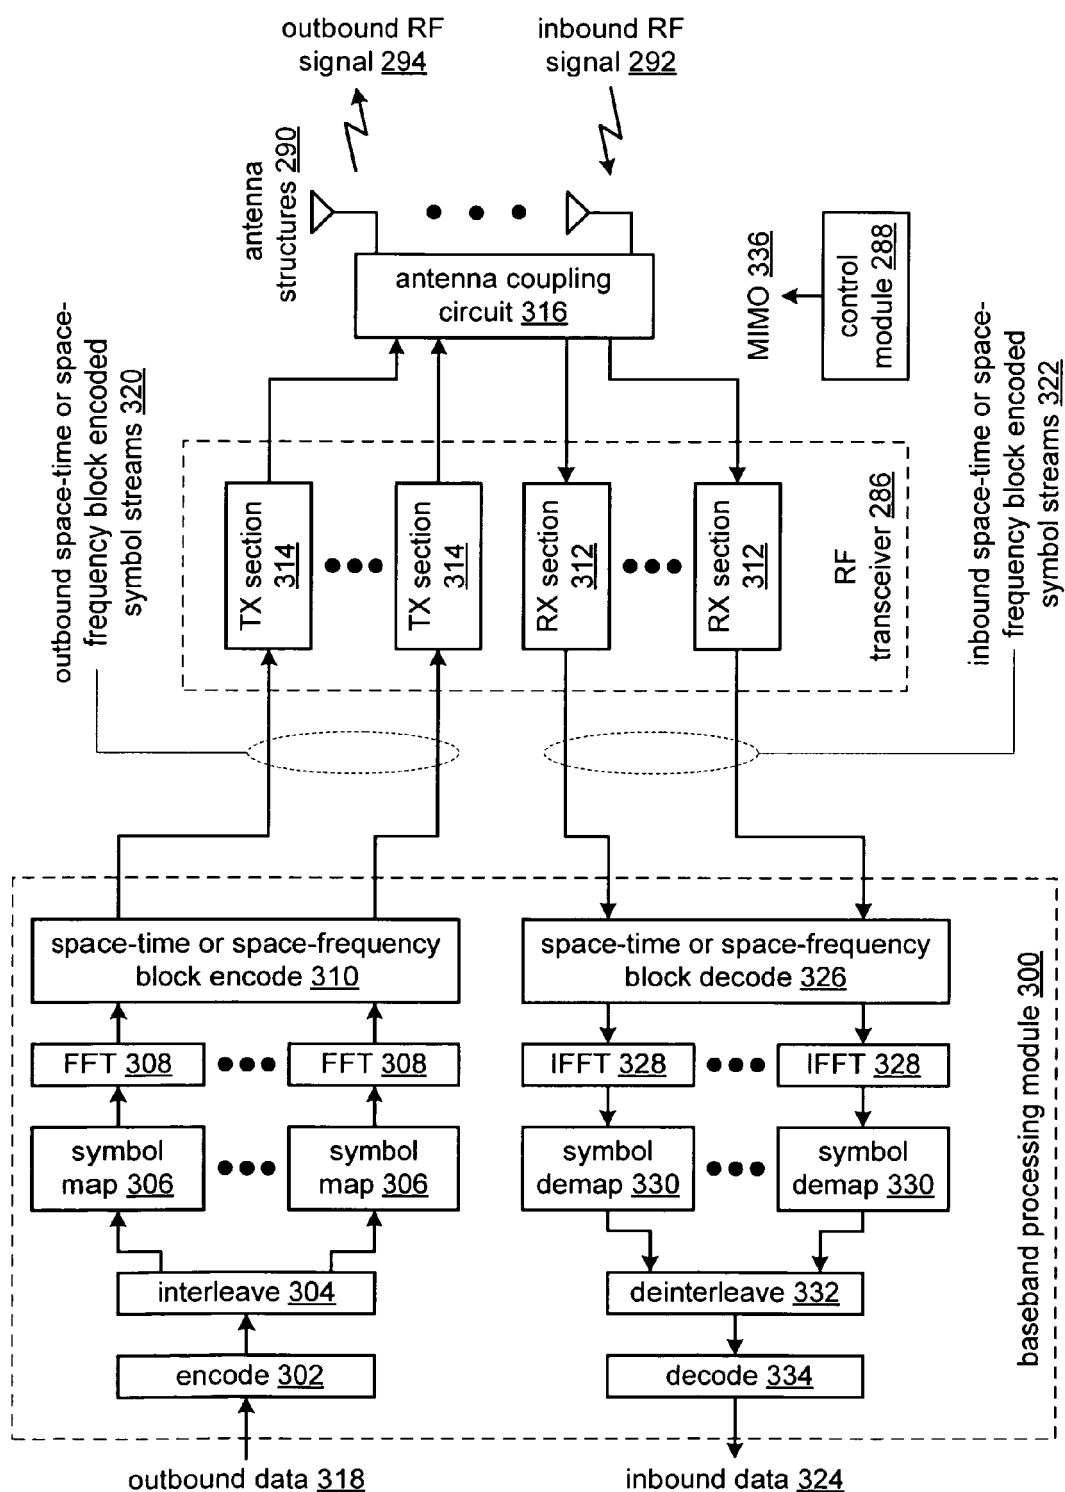 outbound RF
signal 294
inbound RF
signal 292
antenna
structures 290
antenna coupling
circuit 316
MIMO 336
control
module 288
outbound space-time or space-
frequency block encoded
symbol streams 320
TX section
314
TX section
314
RX section
312
RX section
312
RF
transceiver 286
inbound space-time or space-
frequency block encoded
symbol streams 322
space-time or space-frequency
block encode 310
space-time or space-frequency
block decode 326
FFT 308
FFT 308
IFFT 328
IFFT 328
symbol
map 306
symbol
map 306
symbol
demap 330
symbol
demap 330
interleave 304
deinterleave 332
encode 302
decode 334
baseband processing module 300
outbound data 318
inbound data 324